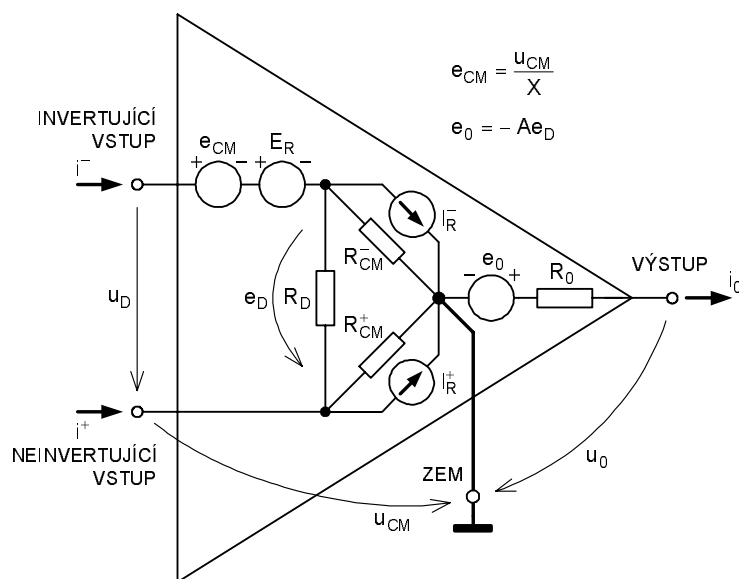 e_CM = u_CM / X
e_0 = − Ae_D
INVERTUJÍCÍ
VSTUP
i⁻
+ e_CM −
+ E_R −
I_R⁻
R_CM⁻
u_D
e_D
R_D
R_CM⁺
I_R⁺
− e_0 +
R_0
VÝSTUP
i_0
i⁺
NEINVERTUJÍCÍ
VSTUP
u_CM
ZEM
u_0